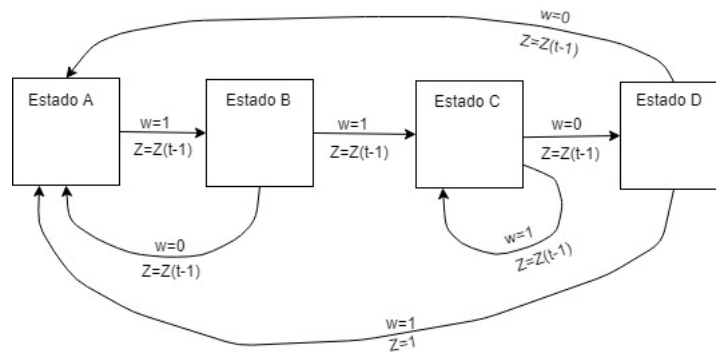 w=0
Z=Z(t-1)
Estado A
Estado B
Estado C
Estado D
w=1
Z=Z(t-1)
w=1
Z=Z(t-1)
w=0
Z=Z(t-1)
w=0
Z=Z(t-1)
w=1
Z=Z(t-1)
w=1
Z=1